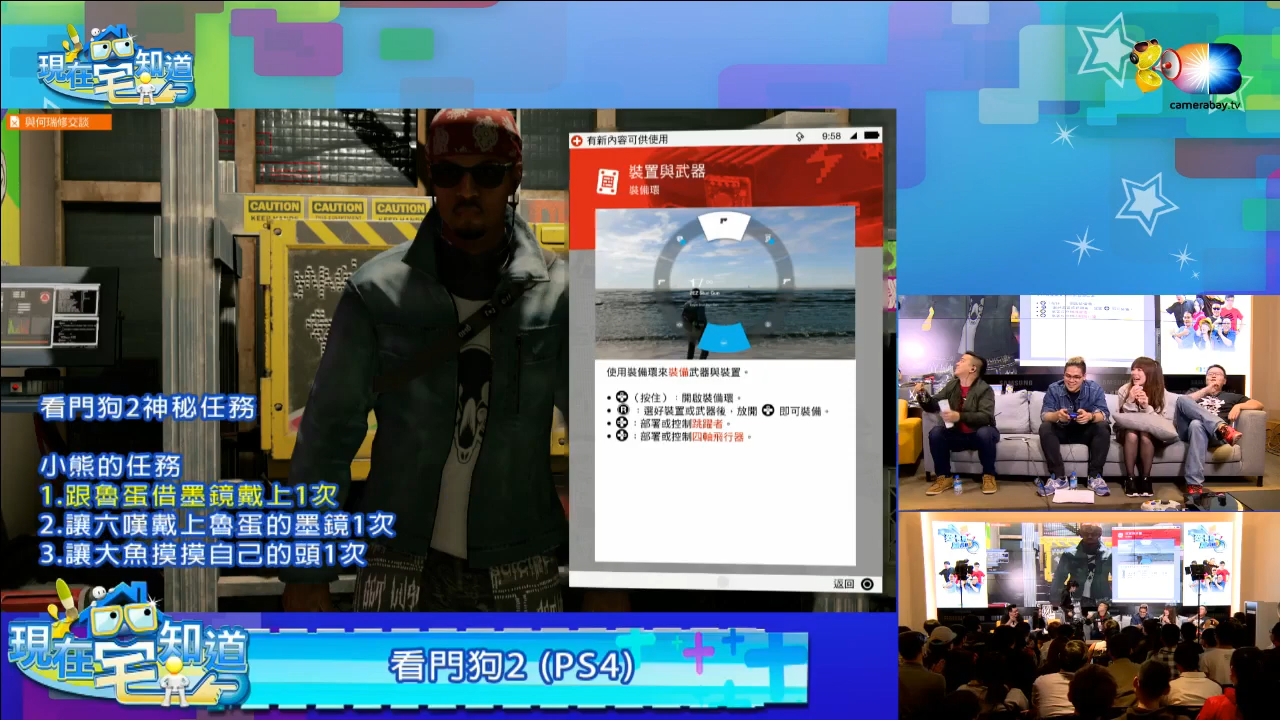 現在宅知道
camerabay.tv
與何瑞修交談
有新內容可供使用
9:58
裝置與武器
裝備環
CAUTION
CAUTION
CAUTION
使用裝備環來裝備武器與裝置。
（按住）：開啟裝備環。
R：選好裝置或武器後，放開 即可裝備。
：部署或控制跳躍者。
：部署或控制四軸飛行器。
返回
看門狗2神秘任務
小熊的任務
1.跟魯蛋借墨鏡戴上1次
2.讓六嘆戴上魯蛋的墨鏡1次
3.讓大魚摸摸自己的頭1次
SAMSUNG
現在宅知道
看門狗2 (PS4)